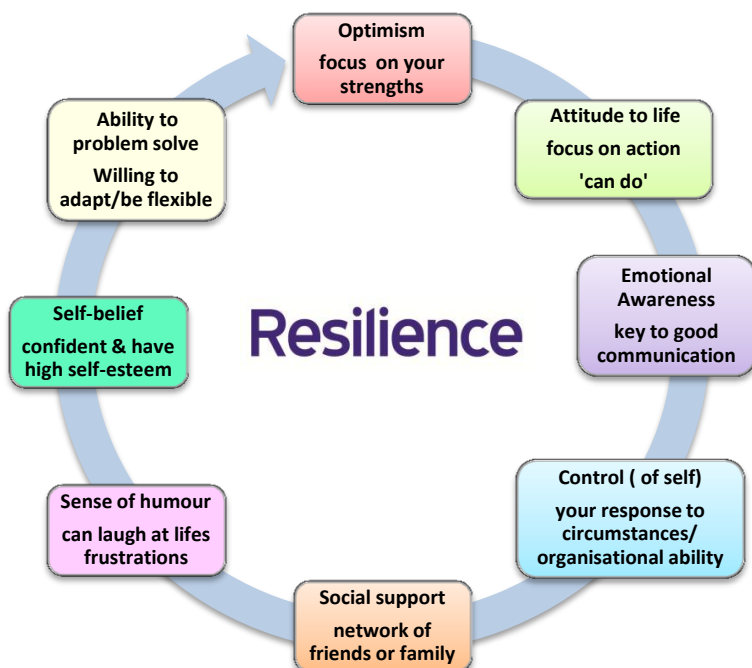 Optimism
focus on your
strengths
Attitude to life
focus on action
'can do'
Emotional
Awareness
key to good
communication
Control ( of self)
your response to
circumstances/
organisational ability
Social support
network of
friends or family
Sense of humour
can laugh at lifes
frustrations
Self-belief
confident & have
high self-esteem
Ability to
problem solve
Willing to
adapt/be flexible
Resilience